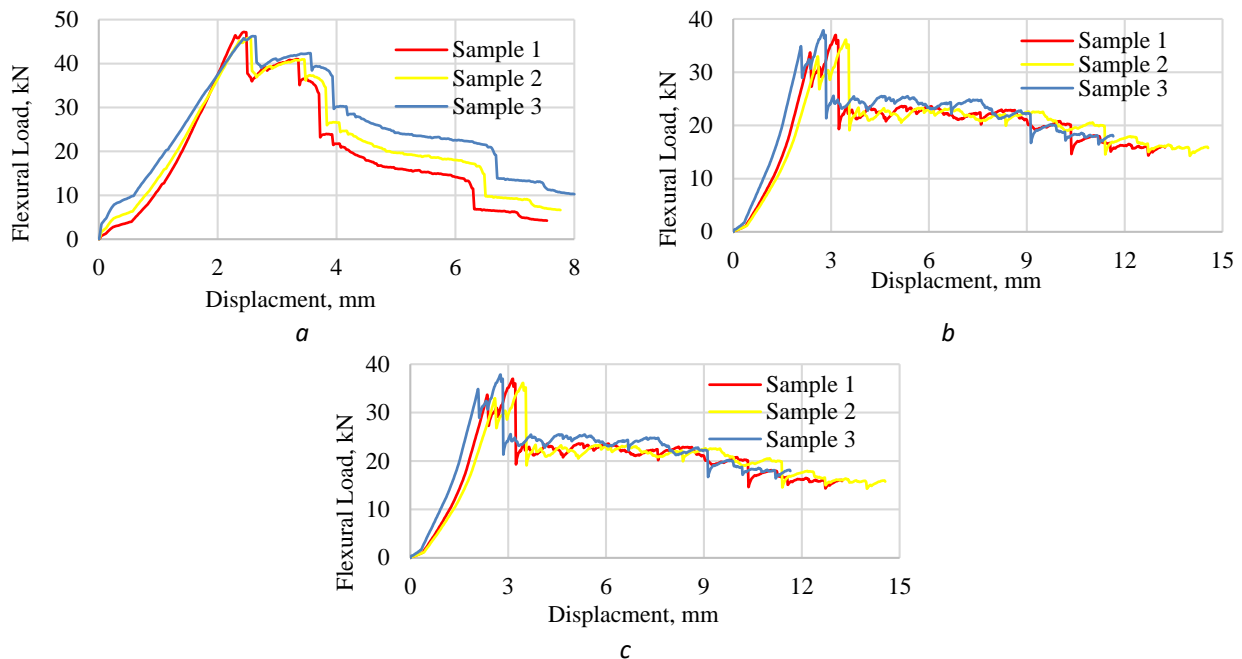 50
40
30
20
10
0
Flexural Load, kN
Sample 1
Sample 2
Sample 3
0 2 4 6 8
Displacment, mm
a
40
30
20
10
0
Flexural Load, kN
Sample 1
Sample 2
Sample 3
0 3 6 9 12 15
Displacment, mm
b
40
30
20
10
0
Flexural Load, kN
Sample 1
Sample 2
Sample 3
0 3 6 9 12 15
Displacment, mm
c